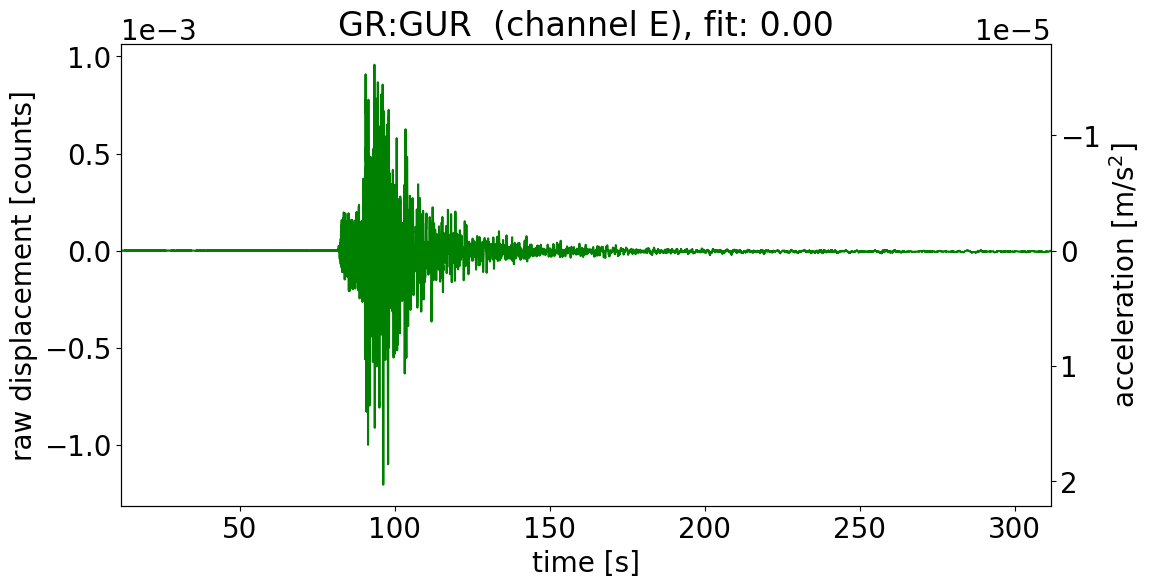 GR:GUR  (channel E), fit: 0.00
1e−3
1e−5
raw displacement [counts]
1.0
0.5
0.0
−0.5
−1.0
−1
0
1
2
acceleration [m/s²]
50
100
150
200
250
300
time [s]